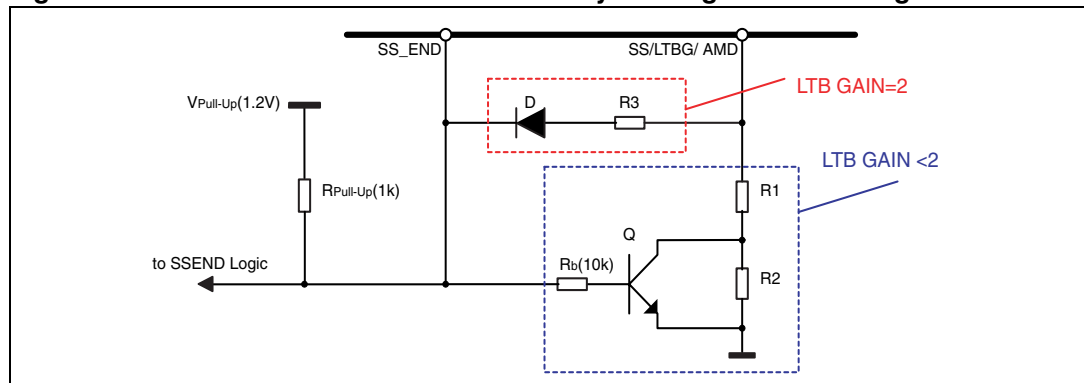 SS_END
SS/LTBG/ AMD
LTB GAIN=2
D
R3
VPull-Up(1.2V)
LTB GAIN <2
RPull-Up(1k)
R1
Q
to SSEND Logic
Rb(10k)
R2